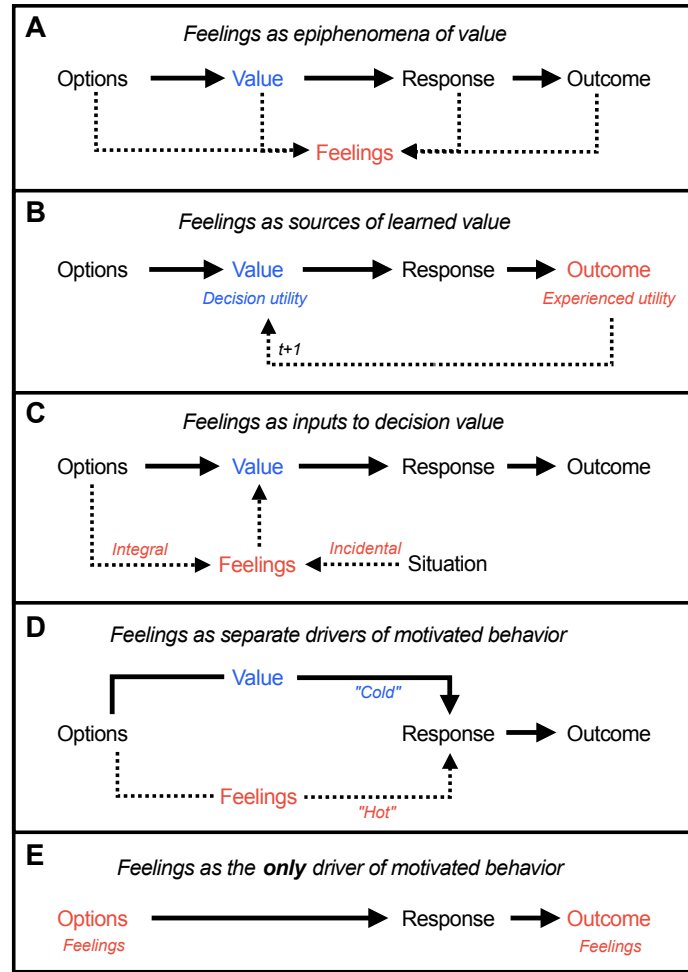 A
Feelings as epiphenomena of value
Options Value Response Outcome
Feelings
B
Feelings as sources of learned value
Options Value Response Outcome
Decision utility Experienced utility
t+1
C
Feelings as inputs to decision value
Options Value Response Outcome
Integral Incidental
Feelings Situation
D
Feelings as separate drivers of motivated behavior
Value "Cold"
Options Response Outcome
Feelings "Hot"
E
Feelings as the only driver of motivated behavior
Options Response Outcome
Feelings Feelings